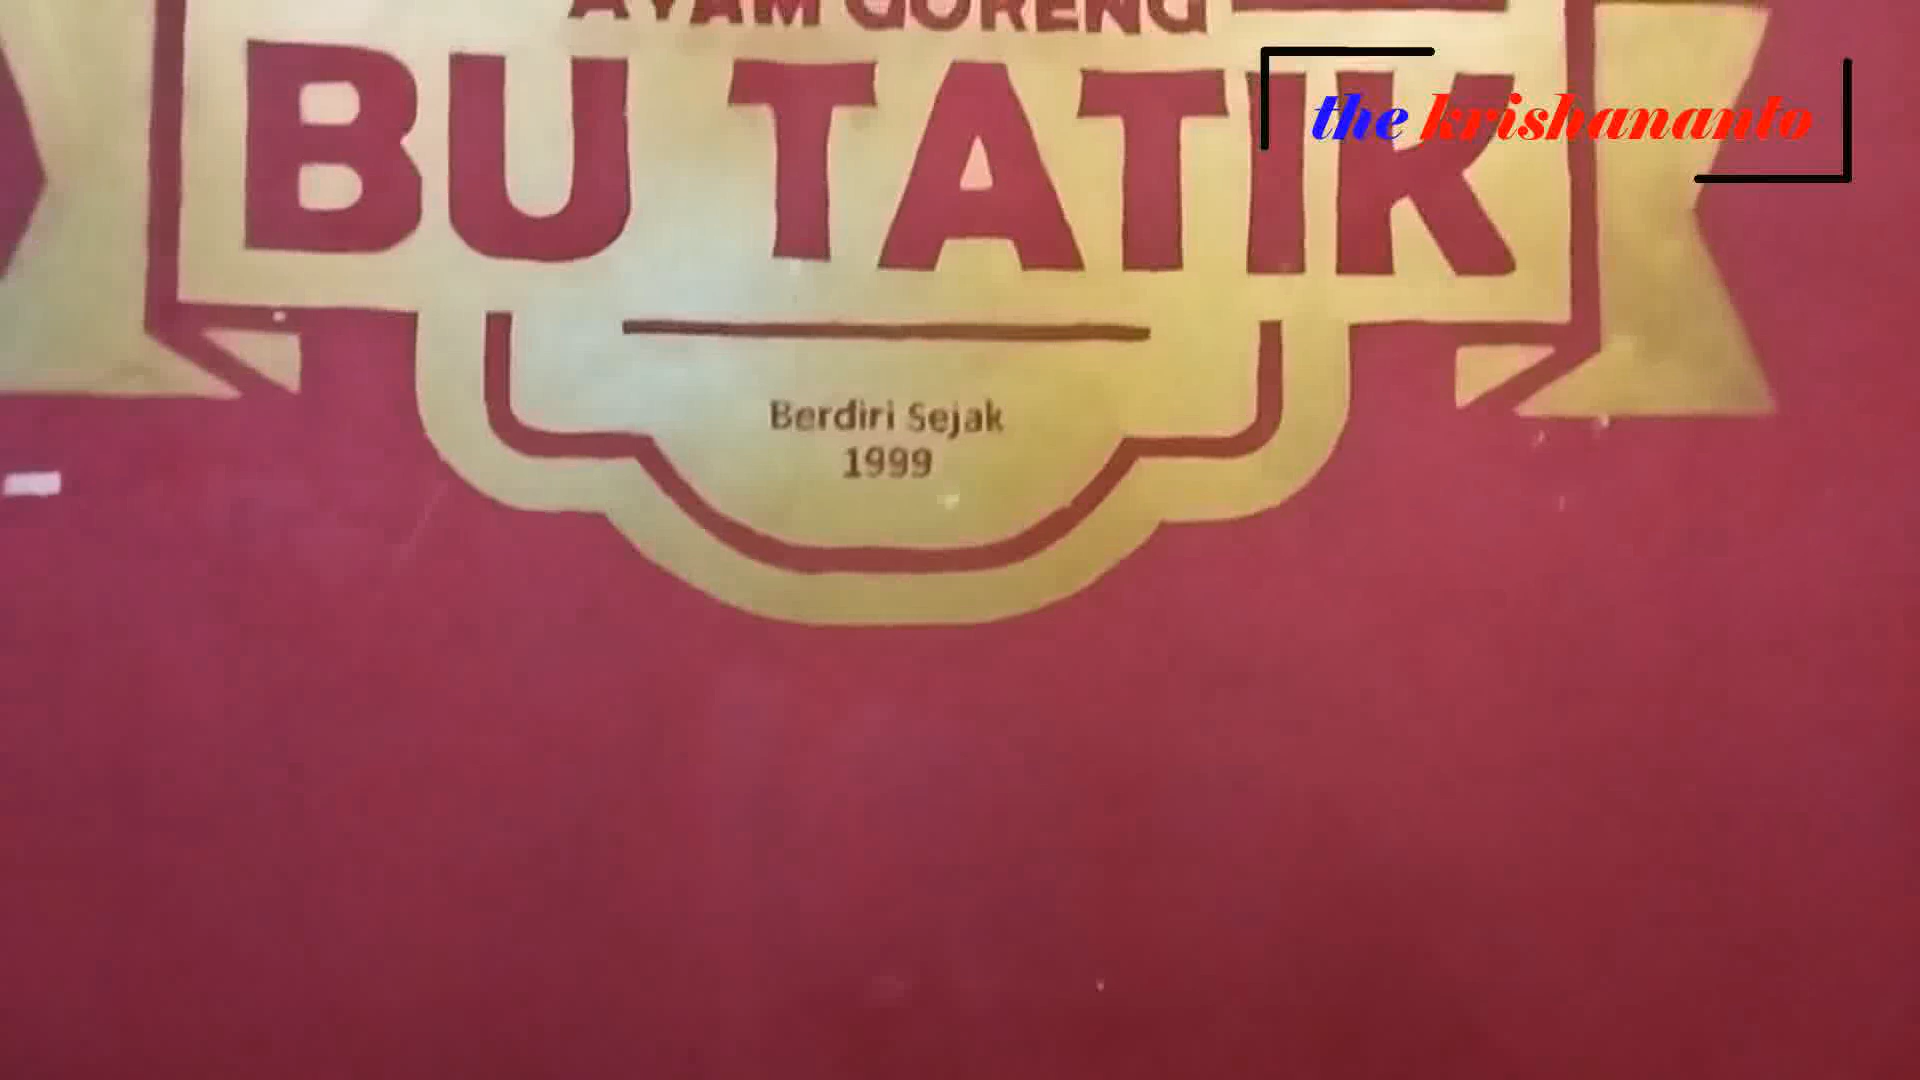 AYAM GORENG
BU TATIK
the krishananto
Berdiri Sejak
1999